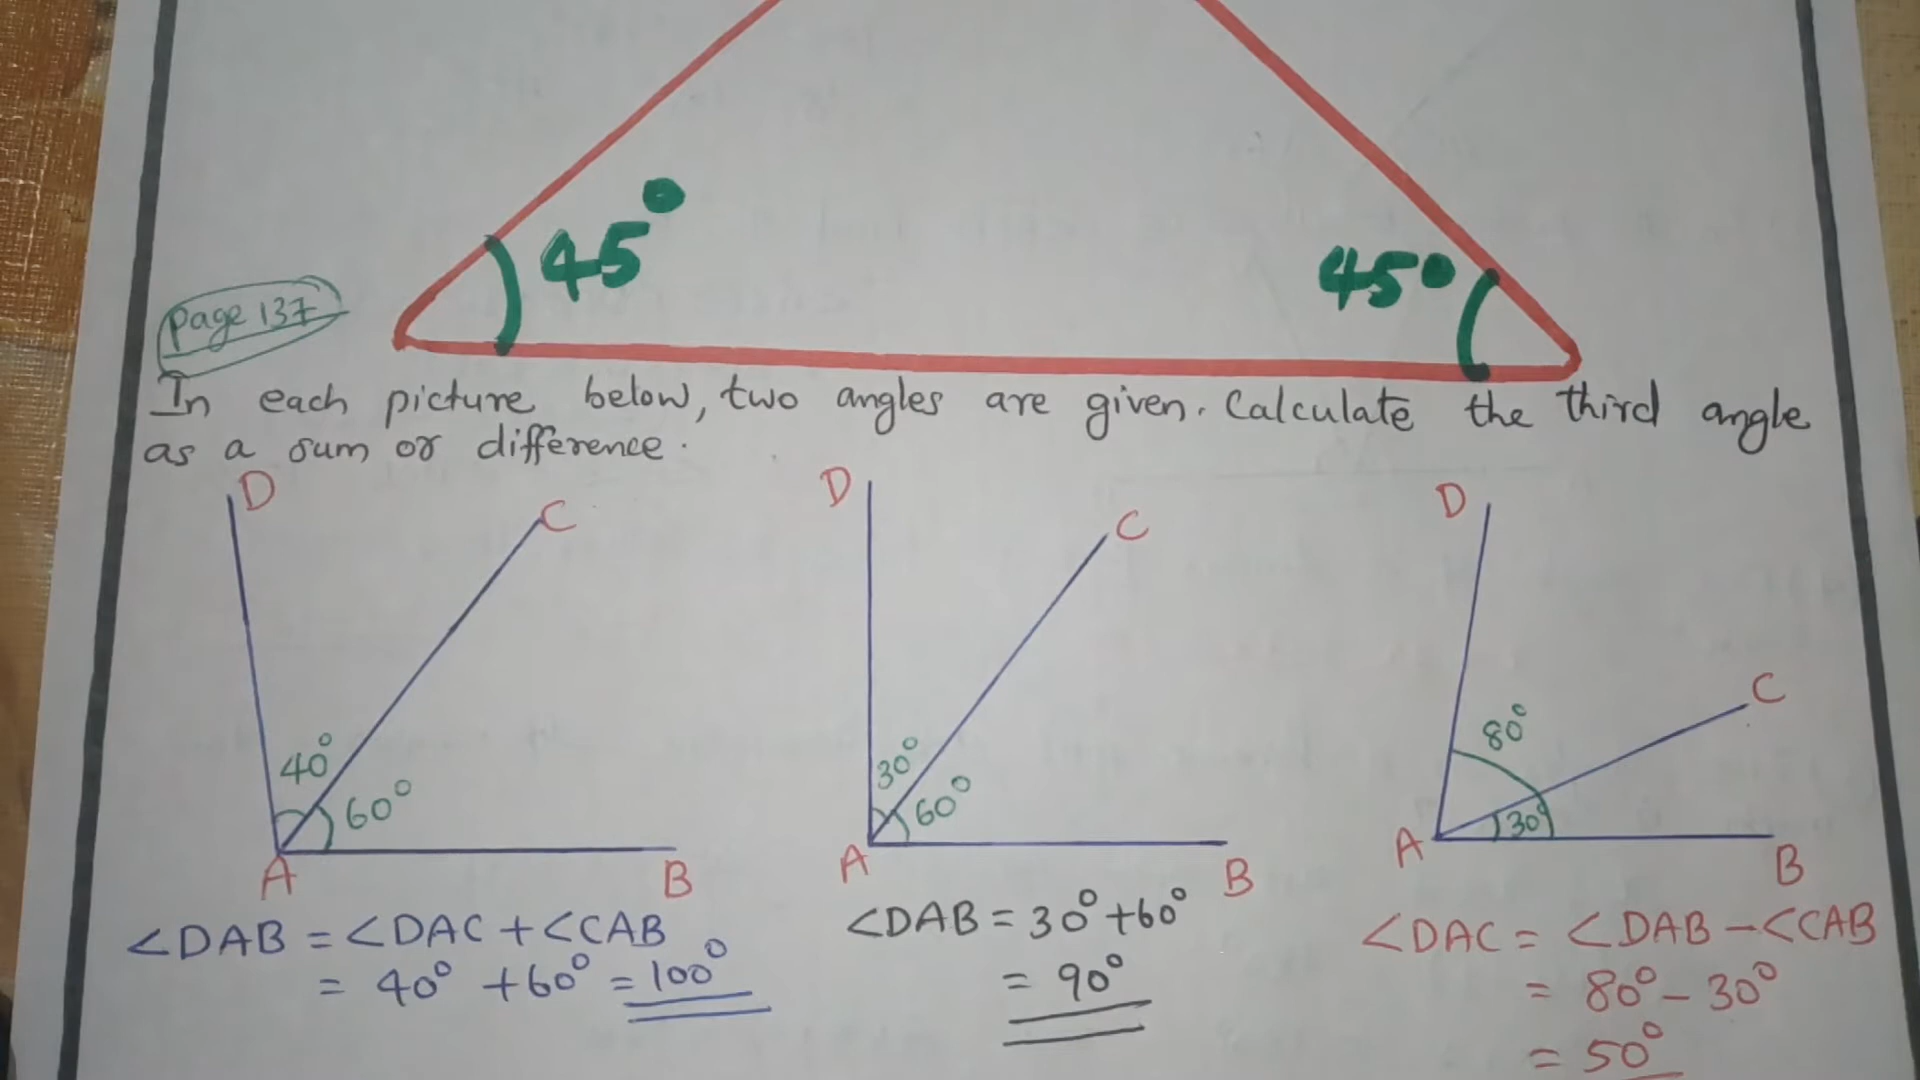 45°
45°
Page 137
In each picture below, two angles are given. Calculate the third angle
as a sum or difference.
D
C
40°
60°
A
B
∠DAB = ∠DAC + ∠CAB
= 40° + 60° = 100°
D
C
30°
60°
A
B
∠DAB = 30° + 60°
= 90°
D
C
80°
30°
A
B
∠DAC = ∠DAB - ∠CAB
= 80° - 30°
= 50°